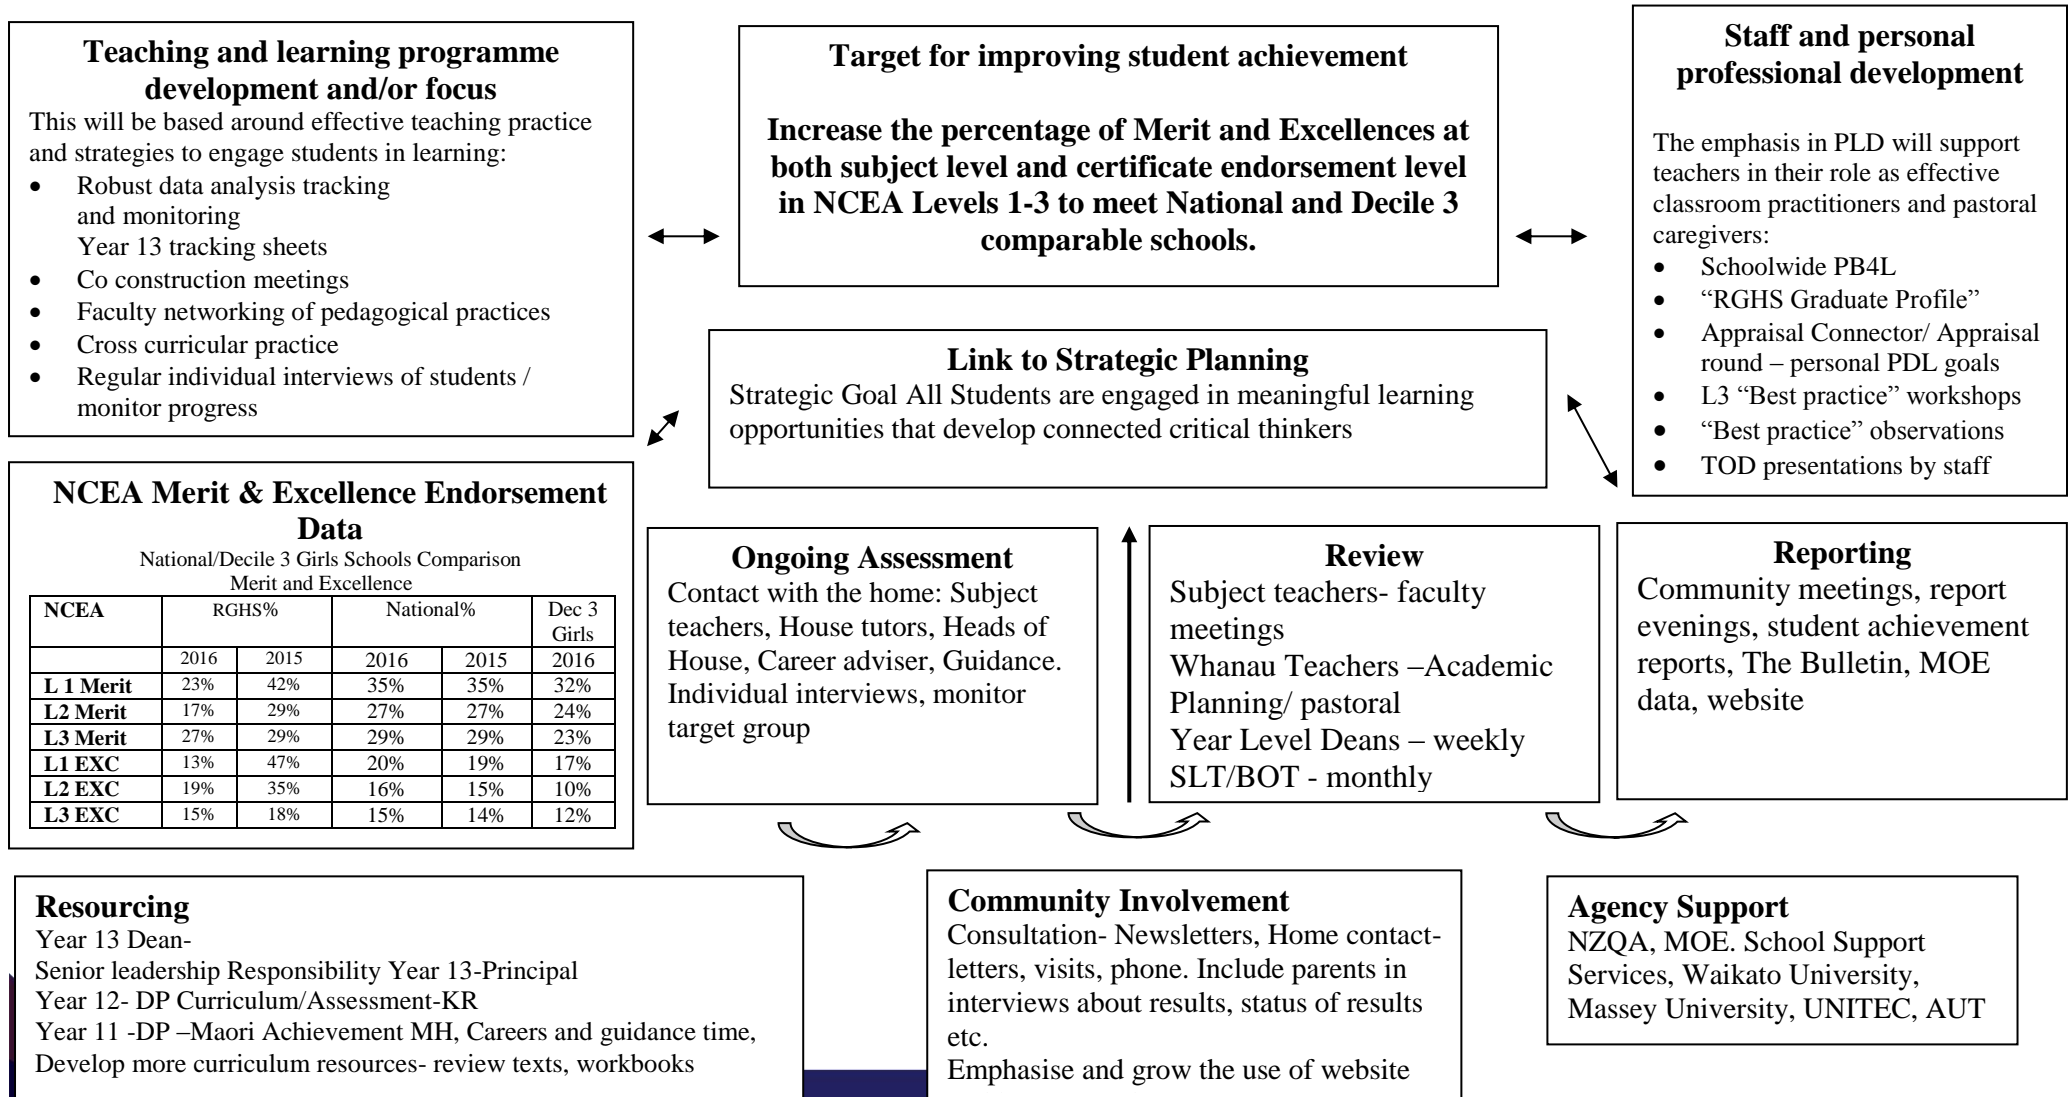 Teaching and learning programme
development and/or focus
This will be based around effective teaching practice
and strategies to engage students in learning:
• Robust data analysis tracking
and monitoring
Year 13 tracking sheets
• Co construction meetings
• Faculty networking of pedagogical practices
• Cross curricular practice
• Regular individual interviews of students /
monitor progress
Target for improving student achievement
Increase the percentage of Merit and Excellences at
both subject level and certificate endorsement level
in NCEA Levels 1-3 to meet National and Decile 3
comparable schools.
Staff and personal
professional development
The emphasis in PLD will support
teachers in their role as effective
classroom practitioners and pastoral
caregivers:
• Schoolwide PB4L
• “RGHS Graduate Profile”
• Appraisal Connector/ Appraisal
round – personal PDL goals
• L3 “Best practice” workshops
• “Best practice” observations
• TOD presentations by staff
Link to Strategic Planning
Strategic Goal All Students are engaged in meaningful learning
opportunities that develop connected critical thinkers
NCEA Merit & Excellence Endorsement
Data
National/Decile 3 Girls Schools Comparison
Merit and Excellence
NCEA RGHS% National% Dec 3
Girls
2016 2015 2016 2015 2016
L 1 Merit 23% 42% 35% 35% 32%
L2 Merit 17% 29% 27% 27% 24%
L3 Merit 27% 29% 29% 29% 23%
L1 EXC 13% 47% 20% 19% 17%
L2 EXC 19% 35% 16% 15% 10%
L3 EXC 15% 18% 15% 14% 12%
Ongoing Assessment
Contact with the home: Subject
teachers, House tutors, Heads of
House, Career adviser, Guidance.
Individual interviews, monitor
target group
Review
Subject teachers- faculty
meetings
Whanau Teachers –Academic
Planning/ pastoral
Year Level Deans – weekly
SLT/BOT - monthly
Reporting
Community meetings, report
evenings, student achievement
reports, The Bulletin, MOE
data, website
Resourcing
Year 13 Dean-
Senior leadership Responsibility Year 13-Principal
Year 12- DP Curriculum/Assessment-KR
Year 11 -DP –Maori Achievement MH, Careers and guidance time,
Develop more curriculum resources- review texts, workbooks
Community Involvement
Consultation- Newsletters, Home contact-
letters, visits, phone. Include parents in
interviews about results, status of results
etc.
Emphasise and grow the use of website
Agency Support
NZQA, MOE. School Support
Services, Waikato University,
Massey University, UNITEC, AUT